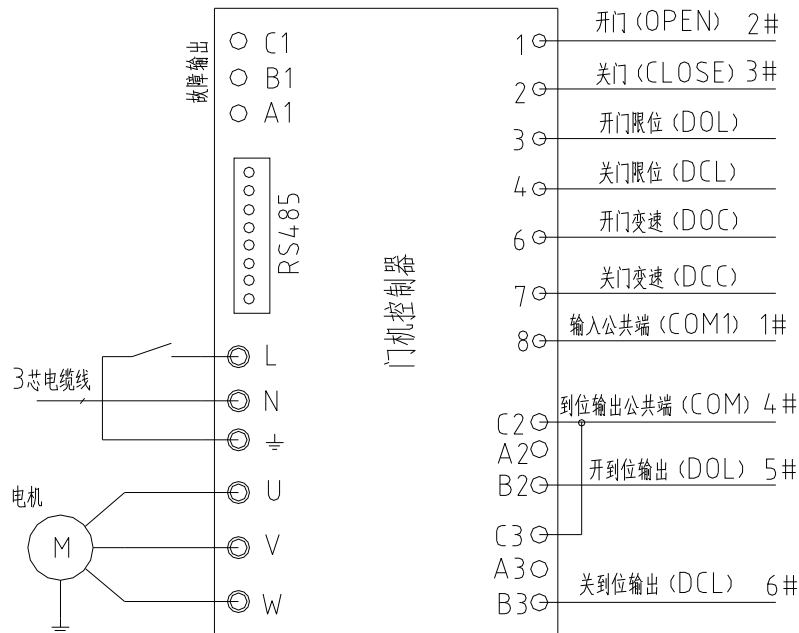 故障输出
C1
B1
A1
RS485
门机控制器
L
N
3芯电缆线
U
V
W
电机
M
1 开门(OPEN) 2#
2 关门(CLOSE) 3#
3 开门限位(DOL)
4 关门限位(DCL)
6 开门变速(DOC)
7 关门变速(DCC)
8 输入公共端(COM1) 1#
C2 到位输出公共端(COM) 4#
A2
B2 开到位输出(DOL) 5#
C3
A3
B3 关到位输出(DCL) 6#